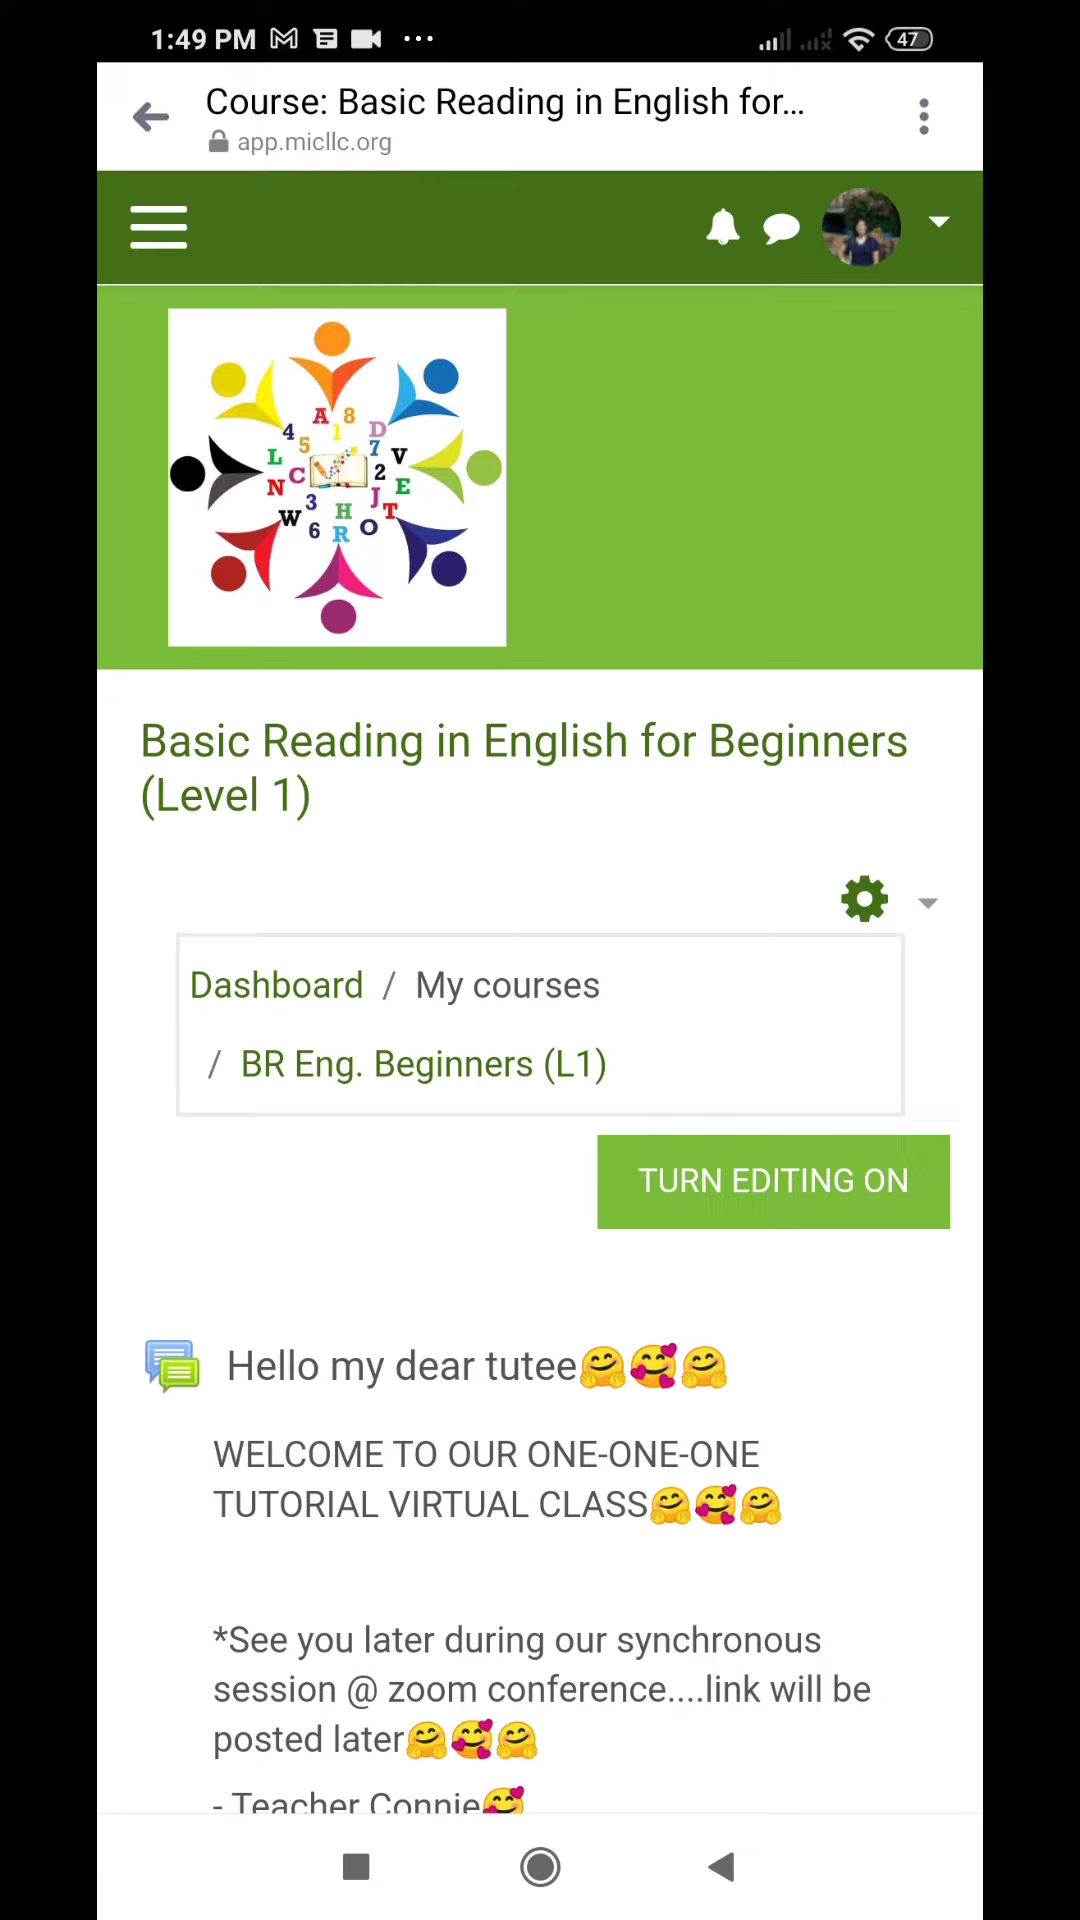 1:49 PM
47
Course: Basic Reading in English for...
app.micllc.org
A 8
4 1 D
5 7 V
L
C 2
N J E
3 H T
W 6 R O
Basic Reading in English for Beginners
(Level 1)
Dashboard / My courses
/ BR Eng. Beginners (L1)
TURN EDITING ON
Hello my dear tutee🤗🥰🤗
WELCOME TO OUR ONE-ONE-ONE
TUTORIAL VIRTUAL CLASS🤗🥰🤗
*See you later during our synchronous
session @ zoom conference....link will be
posted later🤗🥰🤗
- Teacher Connie🥰